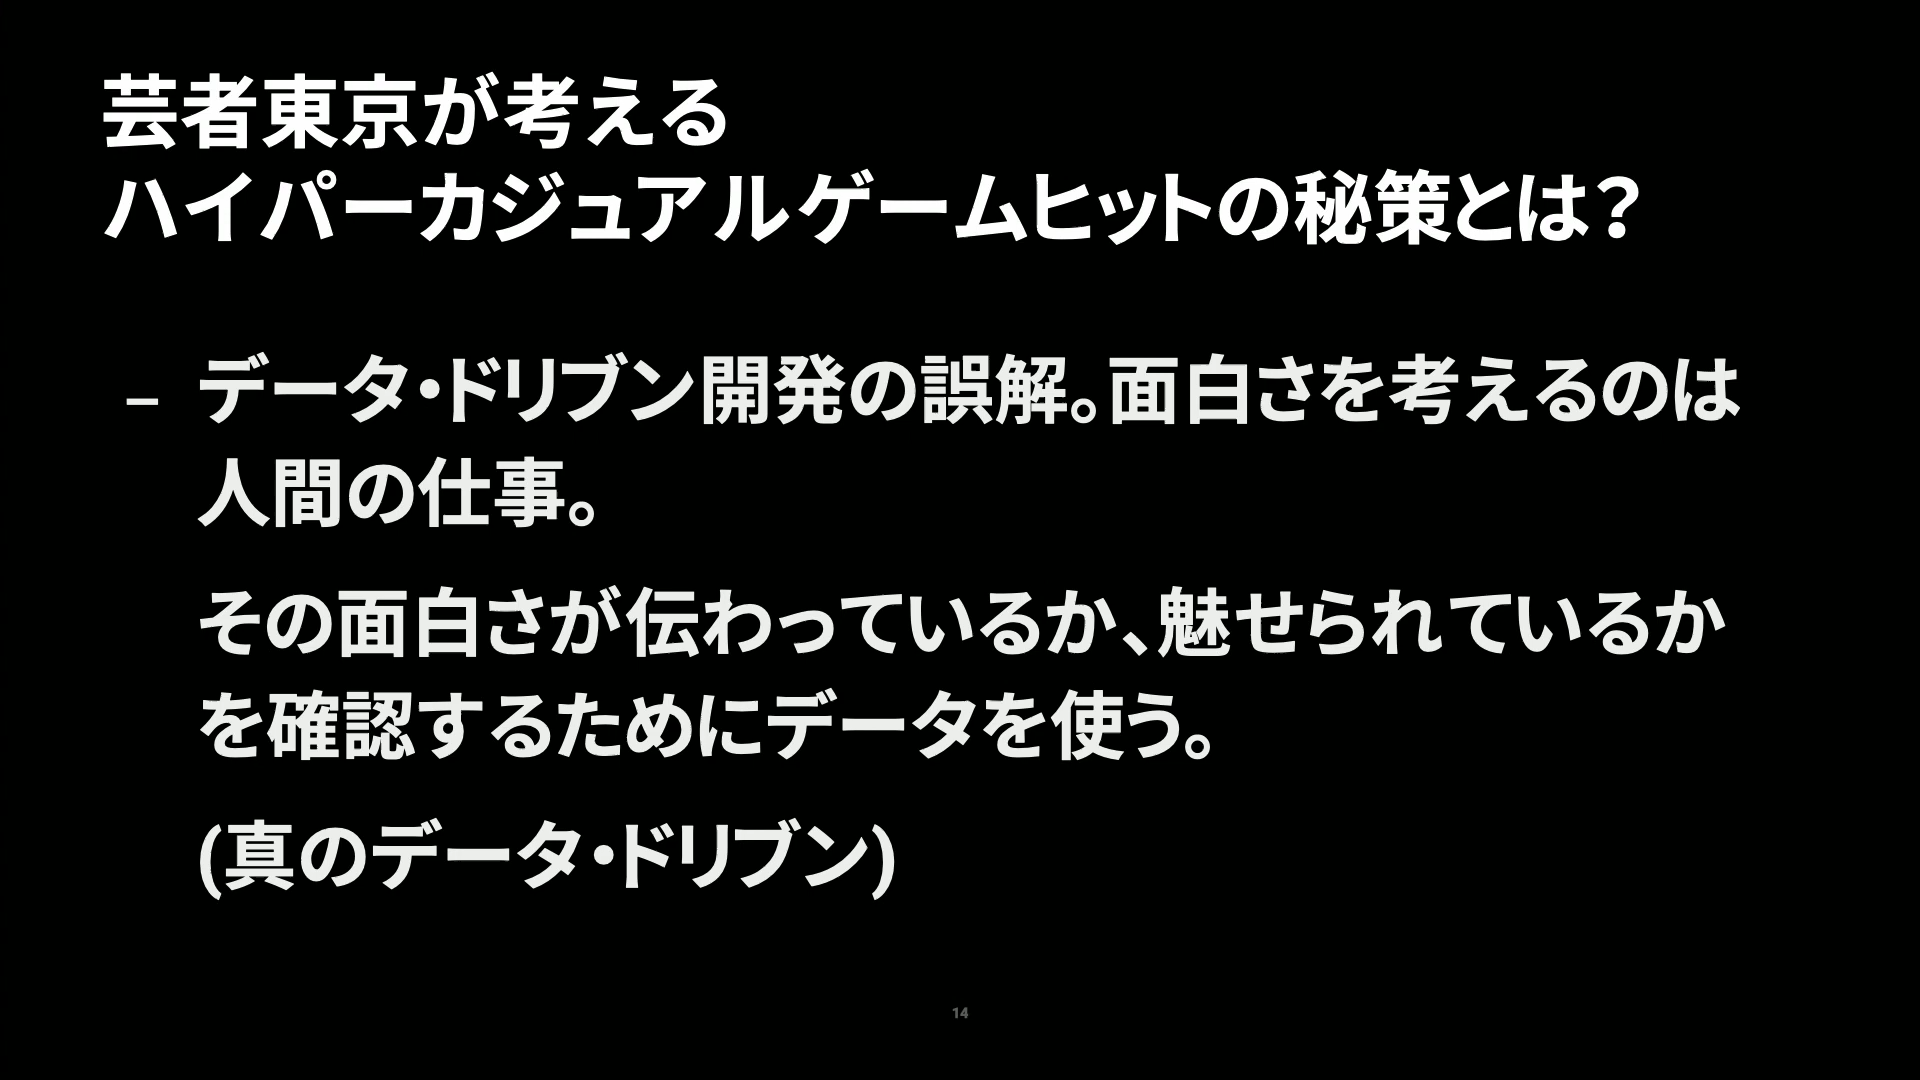 芸者東京が考える
ハイパーカジュアルゲームヒットの秘策とは？
– データ・ドリブン開発の誤解。面白さを考えるのは
人間の仕事。
その面白さが伝わっているか、魅せられているか
を確認するためにデータを使う。
(真のデータ・ドリブン)
14